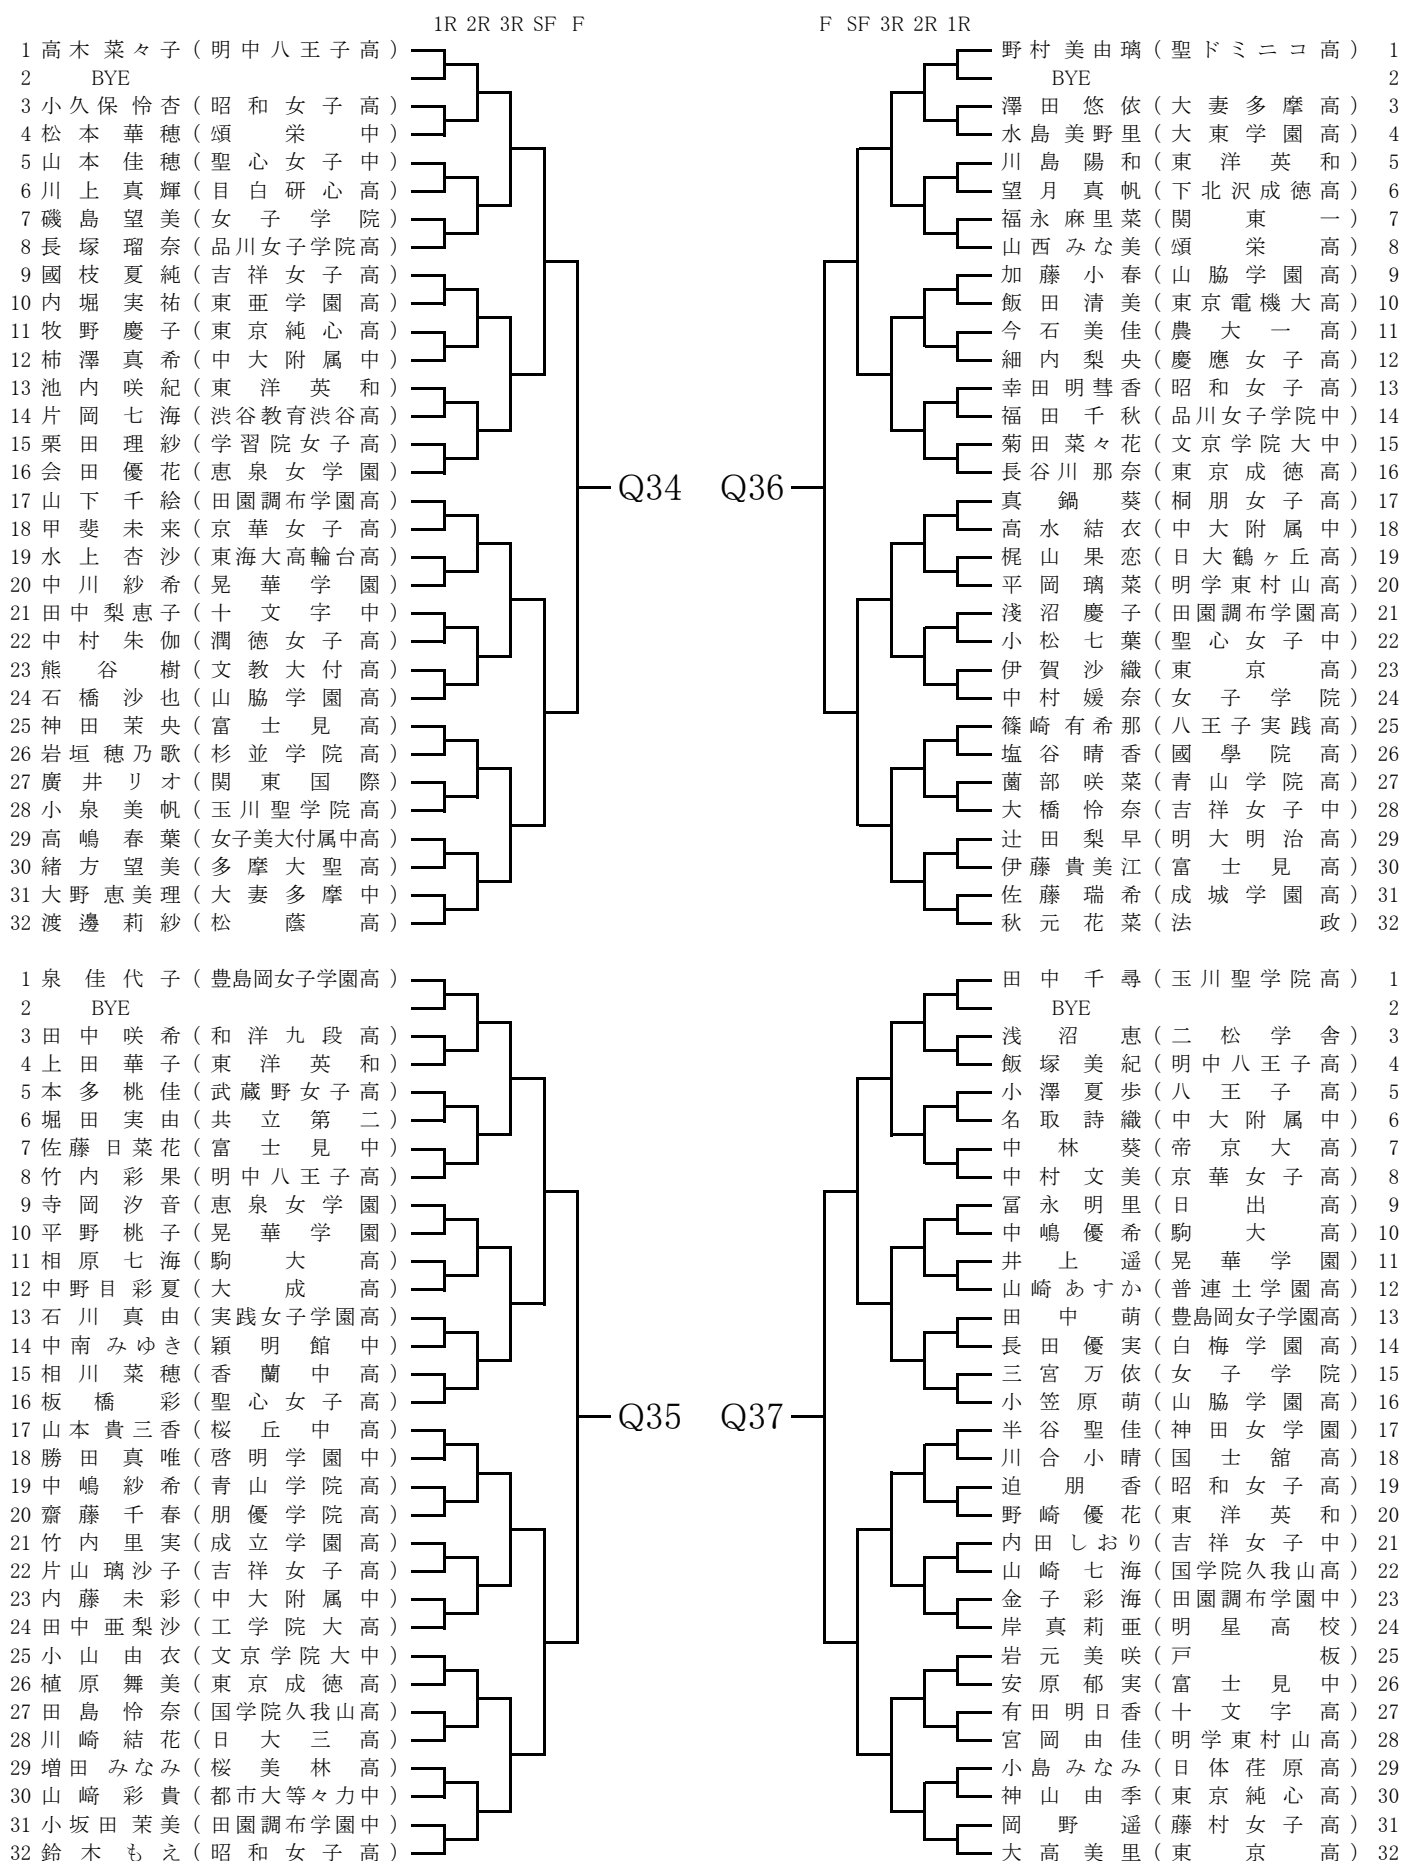 1R 2R 3R SF F
1 高木菜々子(明中八王子高)
2 BYE
3 小久保怜杏(昭和女子高)
4 松本華穂(頌栄中)
5 山本佳穂(聖心女子中)
6 川上真輝(目白研心高)
7 磯島望美(女子学院)
8 長塚瑠奈(品川女子学院高)
9 國枝夏純(吉祥女子高)
10 内堀実祐(東亜学園高)
11 牧野慶子(東京純心高)
12 柿澤真希(中大附属中)
13 池内咲紀(東洋英和)
14 片岡七海(渋谷教育渋谷高)
15 栗田理紗(学習院女子高)
16 会田優花(恵泉女学園)
17 山下千絵(田園調布学園高)
18 甲斐未来(京華女子高)
19 水上杏沙(東海大高輪台高)
20 中川紗希(晃華学園)
21 田中梨恵子(十文字中)
22 中村朱伽(潤徳女子高)
23 熊谷樹(文教大付高)
24 石橋沙也(山脇学園高)
25 神田茉央(富士見高)
26 岩垣穂乃歌(杉並学院高)
27 廣井リオ(関東国際)
28 小泉美帆(玉川聖学院高)
29 高嶋春葉(女子美大付属中高)
30 緒方望美(多摩大聖高)
31 大野恵美理(大妻多摩中)
32 渡邊莉紗(松蔭高)
Q34
F SF 3R 2R 1R
野村美由璃(聖ドミニコ高) 1
BYE 2
澤田悠依(大妻多摩高) 3
水島美野里(大東学園高) 4
川島陽和(東洋英和) 5
望月真帆(下北沢成徳高) 6
福永麻里菜(関東一) 7
山西みな美(頌栄高) 8
加藤小春(山脇学園高) 9
飯田清美(東京電機大高) 10
今石美佳(農大一高) 11
細内梨央(慶應女子高) 12
幸田明彗香(昭和女子高) 13
福田千秋(品川女子学院中) 14
菊田菜々花(文京学院大中) 15
長谷川那奈(東京成徳高) 16
真鍋葵(桐朋女子高) 17
高水結衣(中大附属中) 18
梶山果恋(日大鶴ヶ丘高) 19
平岡璃菜(明学東村山高) 20
淺沼慶子(田園調布学園高) 21
小松七葉(聖心女子中) 22
伊賀沙織(東京高) 23
中村媛奈(女子学院) 24
篠崎有希那(八王子実践高) 25
塩谷晴香(國學院高) 26
薗部咲菜(青山学院高) 27
大橋怜奈(吉祥女子中) 28
辻田梨早(明大明治高) 29
伊藤貴美江(富士見高) 30
佐藤瑞希(成城学園高) 31
秋元花菜(法政) 32
Q36
1 泉佳代子(豊島岡女子学園高)
2 BYE
3 田中咲希(和洋九段高)
4 上田華子(東洋英和)
5 本多桃佳(武蔵野女子高)
6 堀田実由(共立第二)
7 佐藤日菜花(富士見中)
8 竹内彩果(明中八王子高)
9 寺岡汐音(恵泉女学園)
10 平野桃子(晃華学園)
11 相原七海(駒大高)
12 中野目彩夏(大成高)
13 石川真由(実践女子学園高)
14 中南みゆき(穎明館中)
15 相川菜穂(香蘭中高)
16 板橋彩(聖心女子高)
17 山本貴三香(桜丘中高)
18 勝田真唯(啓明学園中)
19 中嶋紗希(青山学院高)
20 齋藤千春(朋優学院高)
21 竹内里実(成立学園高)
22 片山璃沙子(吉祥女子高)
23 内藤未彩(中大附属中)
24 田中亜梨沙(工学院大高)
25 小山由衣(文京学院大中)
26 植原舞美(東京成徳高)
27 田島怜奈(国学院久我山高)
28 川崎結花(日大三高)
29 増田みなみ(桜美林高)
30 山﨑彩貴(都市大等々力中)
31 小坂田茉美(田園調布学園中)
32 鈴木もえ(昭和女子高)
Q35
田中千尋(玉川聖学院高) 1
BYE 2
浅沼恵(二松学舎) 3
飯塚美紀(明中八王子高) 4
小澤夏歩(八王子高) 5
名取詩織(中大附属中) 6
中林葵(帝京大高) 7
中村文美(京華女子高) 8
冨永明里(日出高) 9
中嶋優希(駒大高) 10
井上遥(晃華学園) 11
山崎あすか(普連土学園高) 12
田中萌(豊島岡女子学園高) 13
長田優実(白梅学園高) 14
三宮万依(女子学院) 15
小笠原萌(山脇学園高) 16
半谷聖佳(神田女学園) 17
川合小晴(国士舘高) 18
迫朋香(昭和女子高) 19
野崎優花(東洋英和) 20
内田しおり(吉祥女子中) 21
山崎七海(国学院久我山高) 22
金子彩海(田園調布学園中) 23
岸真莉亜(明星高校) 24
岩元美咲(戸板) 25
安原郁実(富士見中) 26
有田明日香(十文字高) 27
宮岡由佳(明学東村山高) 28
小島みなみ(日体荏原高) 29
神山由季(東京純心高) 30
岡野遥(藤村女子高) 31
大高美里(東京高) 32
Q37